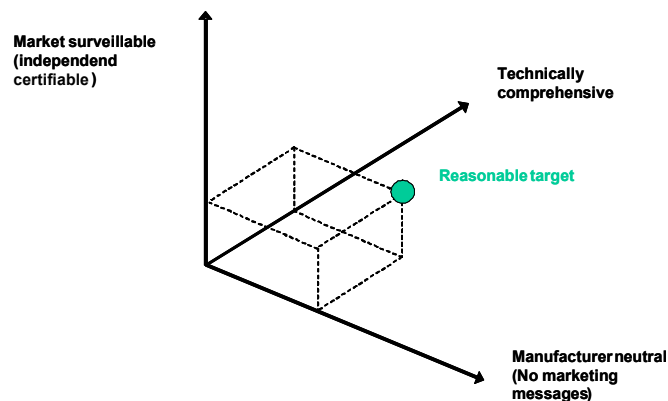 Market surveillable
(independend
certifiable )
Technically
comprehensive
Reasonable target
Manufacturer neutral
(No marketing
messages)